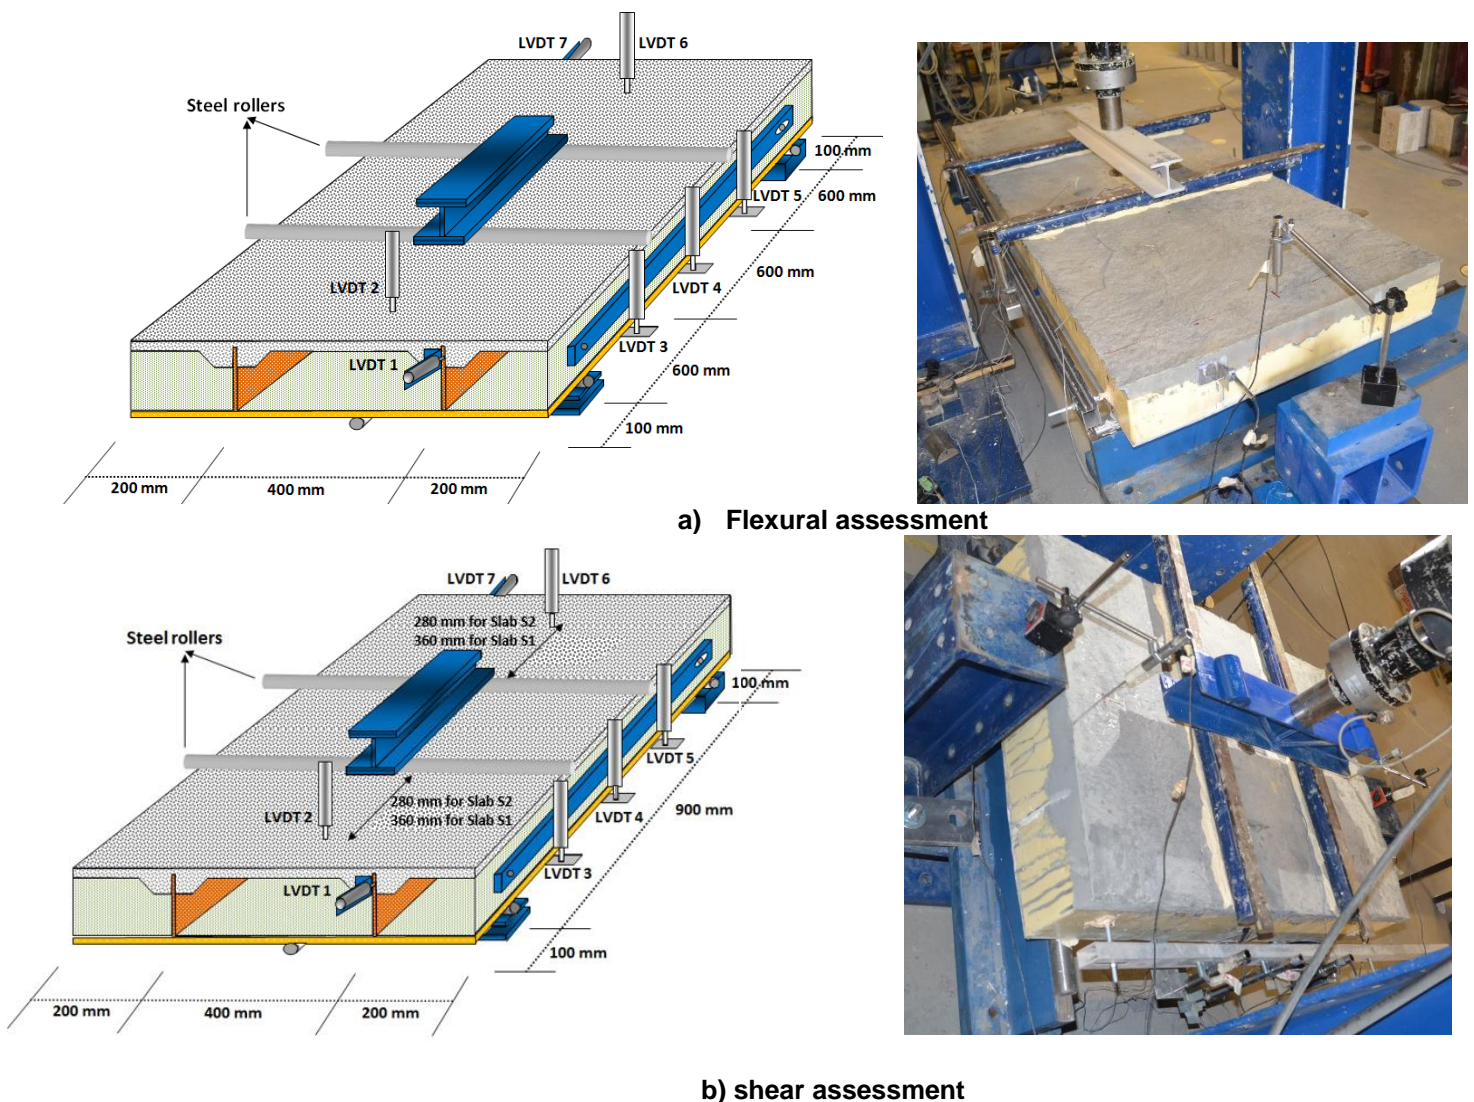 LVDT 7
LVDT 6
Steel rollers
100 mm
LVDT 5
600 mm
600 mm
LVDT 4
LVDT 2
LVDT 3
LVDT 1
600 mm
100 mm
200 mm
400 mm
200 mm
a) Flexural assessment
LVDT 7
LVDT 6
280 mm for Slab S2
360 mm for Slab S1
Steel rollers
100 mm
LVDT 5
280 mm for Slab S2
360 mm for Slab S1
900 mm
LVDT 2
LVDT 4
LVDT 3
LVDT 1
100 mm
200 mm
400 mm
200 mm
b) shear assessment